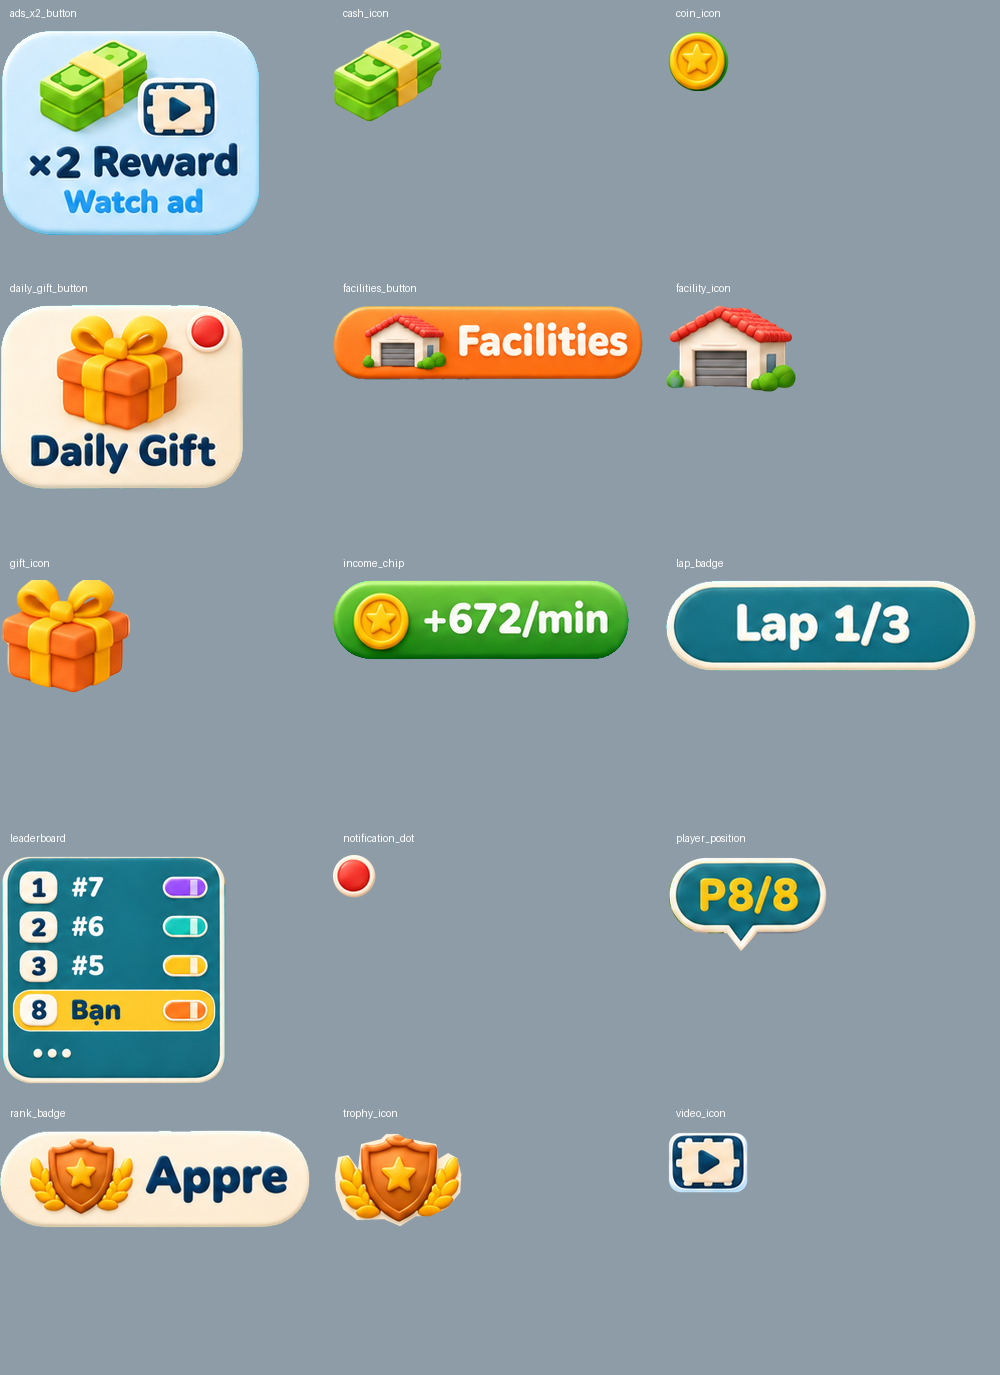 ads_x2_button
cash_icon
coin_icon
×2 Reward
Watch ad
daily_gift_button
facilities_button
facility_icon
Facilities
Daily Gift
gift_icon
income_chip
lap_badge
+672/min
Lap 1/3
leaderboard
notification_dot
player_position
1 #7
2 #6
3 #5
8 Bạn
•••
P8/8
rank_badge
trophy_icon
video_icon
Appre